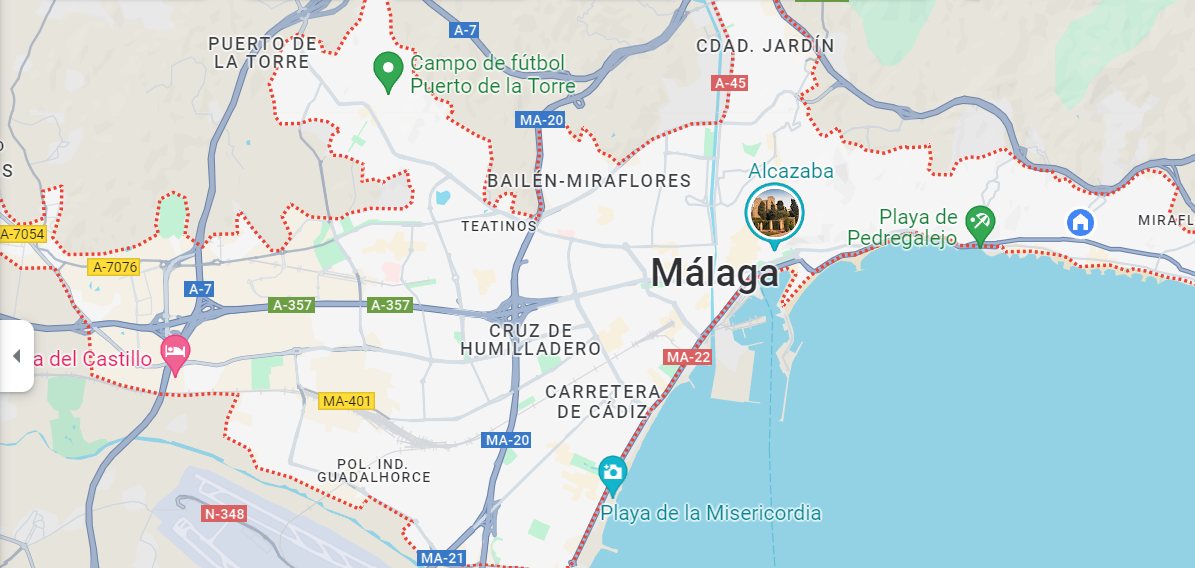 A-7
PUERTO DE
LA TORRE
CDAD. JARDÍN
Campo de fútbol
Puerto de la Torre
A-45
MA-20
S
Alcazaba
BAILÉN-MIRAFLORES
TEATINOS
Playa de
Pedregalejo
MIRAFL
A-7054
A-7076
Málaga
A-7
A-357
A-357
CRUZ DE
HUMILLADERO
a del Castillo
MA-22
CARRETERA
DE CÁDIZ
MA-401
MA-20
POL. IND.
GUADALHORCE
N-348
Playa de la Misericordia
MA-21